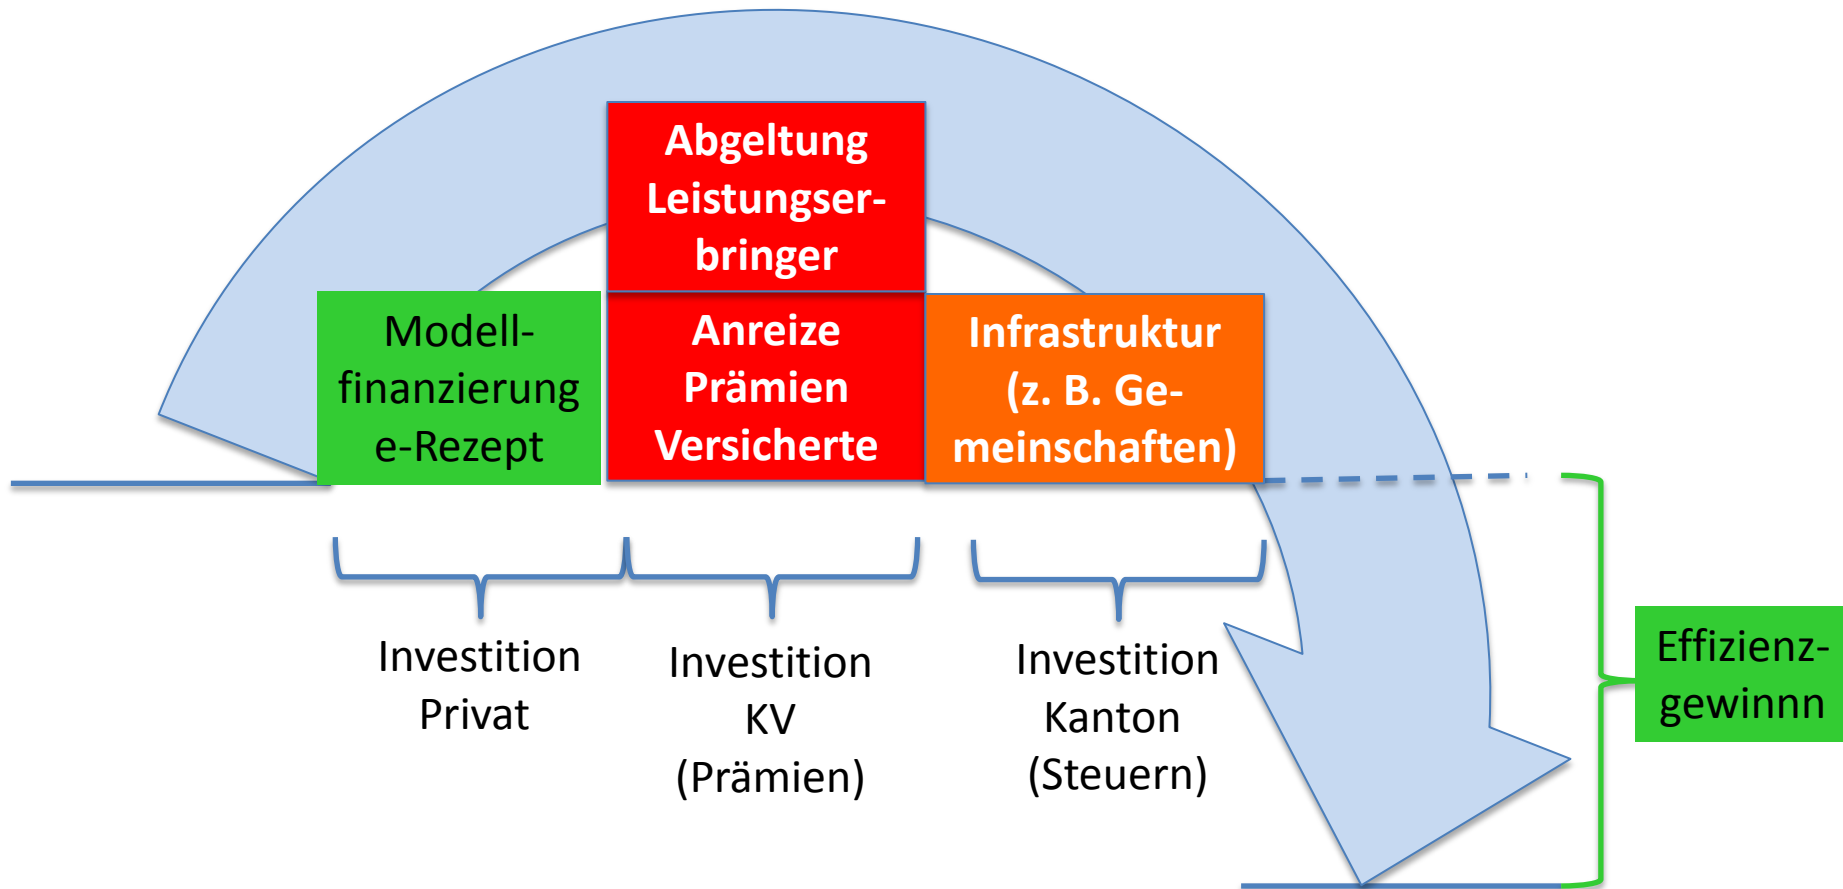 Abgeltung
Leistungser-
bringer
Modell-
finanzierung
e-Rezept
Anreize
Prämien
Versicherte
Infrastruktur
(z. B. Ge-
meinschaften)
Investition
Privat
Investition
KV
(Prämien)
Investition
Kanton
(Steuern)
Effizienz-
gewinnn